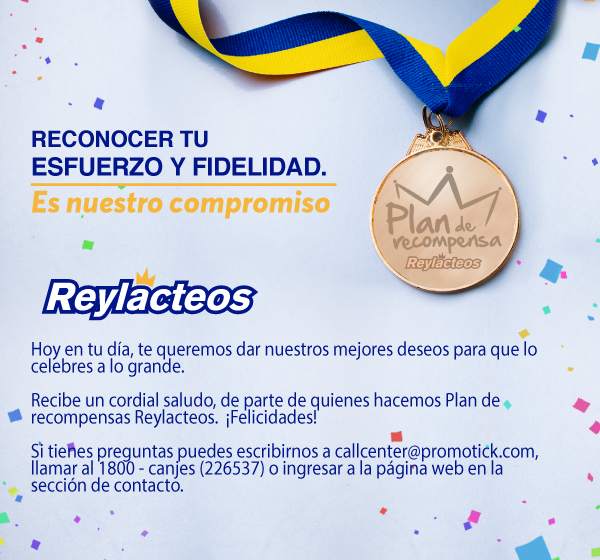 RECONOCER TU
ESFUERZO Y FIDELIDAD.
Es nuestro compromiso
Plan de
recompensa
Reylacteos
Reylacteos
Hoy en tu día, te queremos dar nuestros mejores deseos para que lo
celebres a lo grande.
Recibe un cordial saludo, de parte de quienes hacemos Plan de
recompensas Reylacteos. ¡Felicidades!
Si tienes preguntas puedes escribirnos a callcenter@promotick.com,
llamar al 1800 - canjes (226537) o ingresar a la página web en la
sección de contacto.